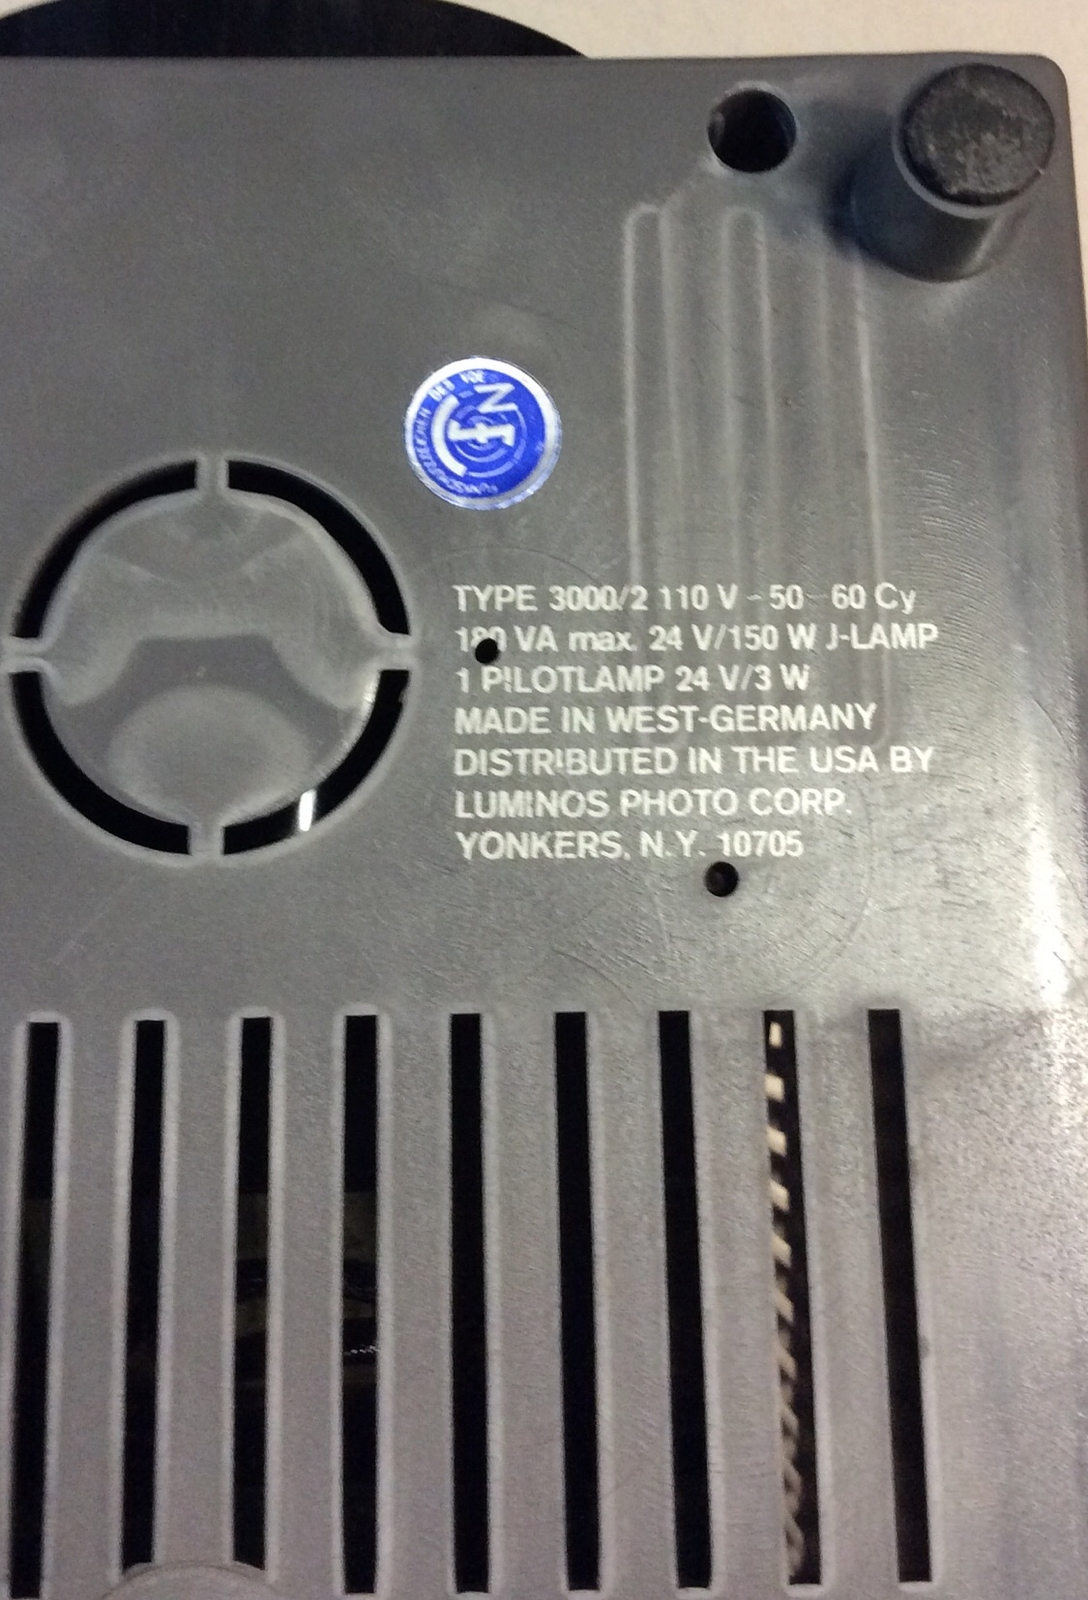 TYPE 3000/2 110 V ~ 50 - 60 Cy
180 VA max. 24 V/150 W J-LAMP
1 PILOTLAMP 24 V/3 W
MADE IN WEST-GERMANY
DISTRIBUTED IN THE USA BY
LUMINOS PHOTO CORP.
YONKERS, N.Y. 10705